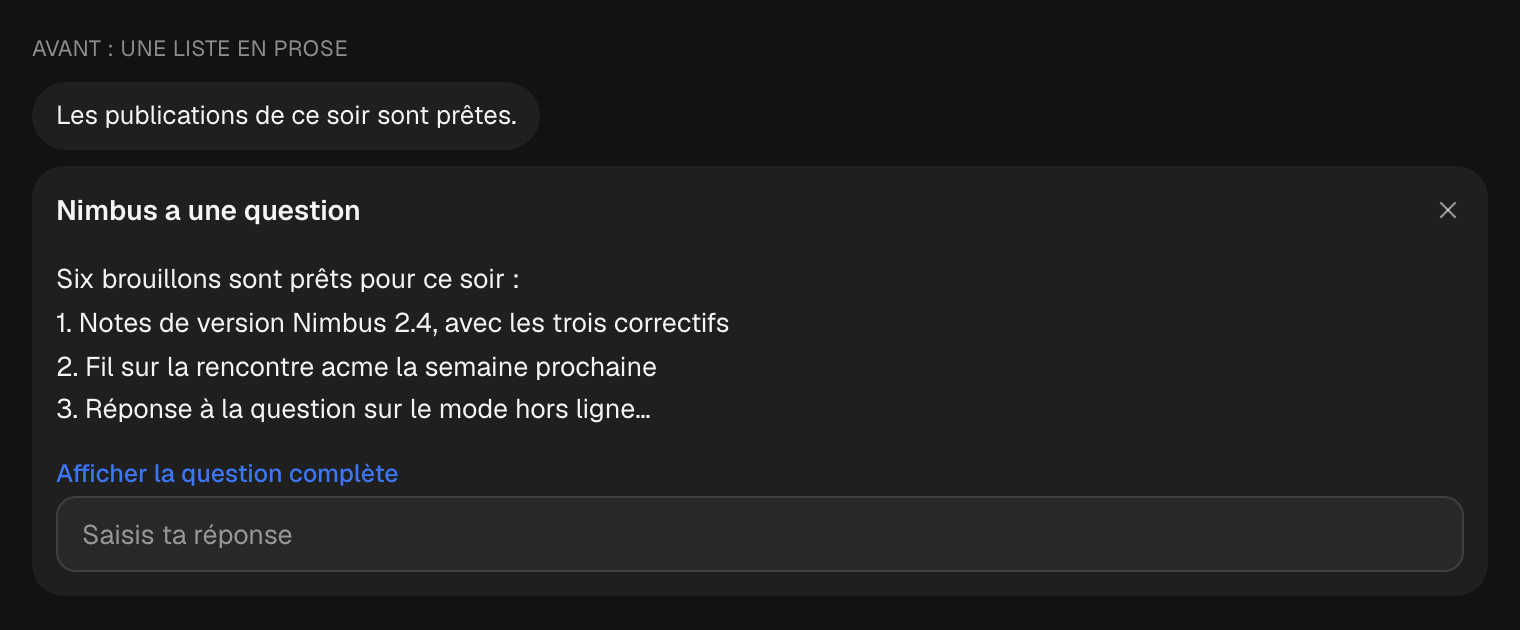 AVANT : UNE LISTE EN PROSE
Les publications de ce soir sont prêtes.
Nimbus a une question
Six brouillons sont prêts pour ce soir :
1. Notes de version Nimbus 2.4, avec les trois correctifs
2. Fil sur la rencontre acme la semaine prochaine
3. Réponse à la question sur le mode hors ligne…
Afficher la question complète
Saisis ta réponse